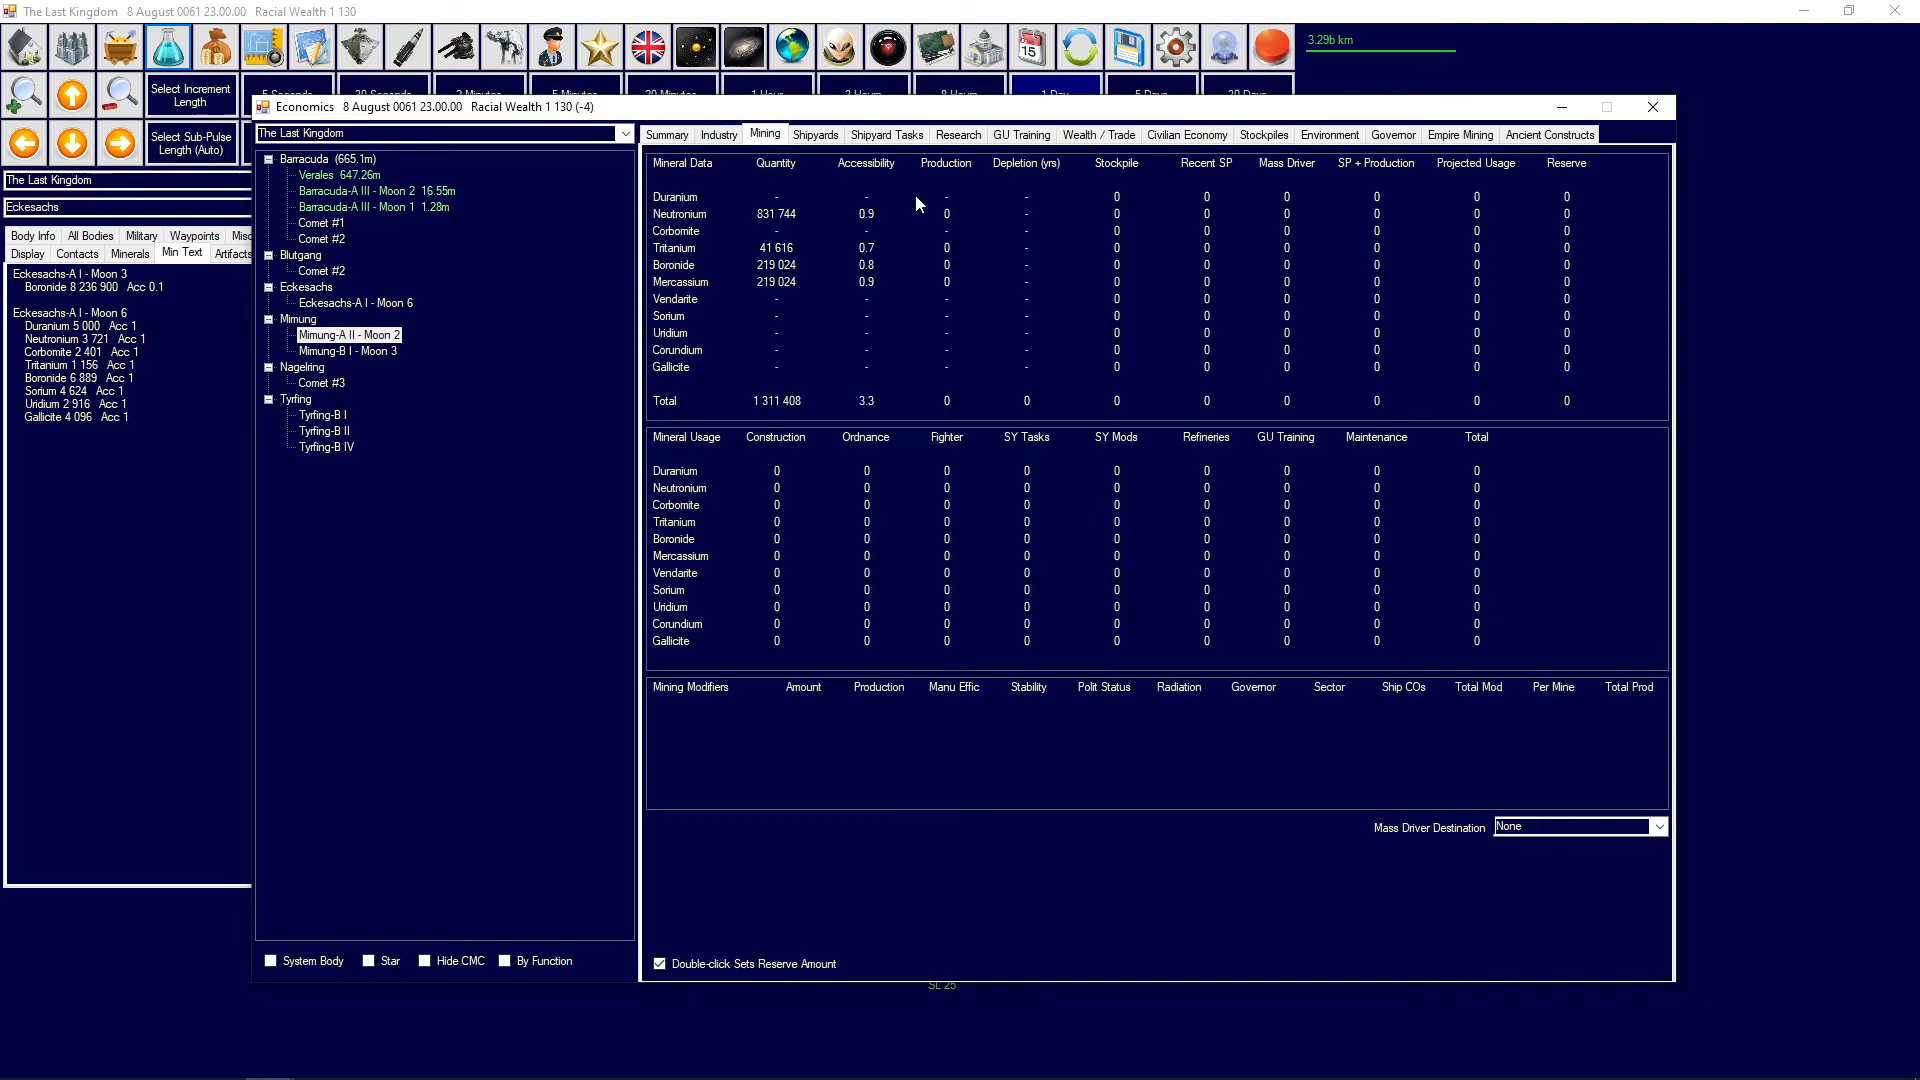 The Last Kingdom 8 August 0061 23.00.00 Racial Wealth 1 130
15
3.29b km
Select Increment Length
Select Sub-Pulse Length (Auto)
The Last Kingdom
Eckesachs
Body Info All Bodies Military Waypoints Misc
Display Contacts Minerals Min Text Artifacts
Eckesachs-A I - Moon 3
Boronide 8 236 900 Acc 0.1
Eckesachs-A I - Moon 6
Duranium 5 000 Acc 1
Neutronium 3 721 Acc 1
Corbomite 2 401 Acc 1
Tritanium 1 156 Acc 1
Boronide 6 889 Acc 1
Sorium 4 624 Acc 1
Uridium 2 916 Acc 1
Gallicite 4 096 Acc 1
Economics 8 August 0061 23.00.00 Racial Wealth 1 130 (-4)
The Last Kingdom
Barracuda (665.1m)
Verales 647.26m
Barracuda-A III - Moon 2 16.55m
Barracuda-A III - Moon 1 1.28m
Comet #1
Comet #2
Blutgang
Comet #2
Eckesachs
Eckesachs-A I - Moon 6
Mimung
Mimung-A II - Moon 2
Mimung-B I - Moon 3
Nagelring
Comet #3
Tyrfing
Tyrfing-B I
Tyrfing-B II
Tyrfing-B IV
System Body Star Hide CMC By Function
Summary Industry Mining Shipyards Shipyard Tasks Research GU Training Wealth / Trade Civilian Economy Stockpiles Environment Governor Empire Mining Ancient Constructs
Mineral Data Quantity Accessibility Production Depletion (yrs) Stockpile Recent SP Mass Driver SP + Production Projected Usage Reserve
Duranium - - - - 0 0 0 0 0 0
Neutronium 831 744 0.9 0 - 0 0 0 0 0 0
Corbomite - - - - 0 0 0 0 0 0
Tritanium 41 616 0.7 0 - 0 0 0 0 0 0
Boronide 219 024 0.8 0 - 0 0 0 0 0 0
Mercassium 219 024 0.9 0 - 0 0 0 0 0 0
Vendarite - - - - 0 0 0 0 0 0
Sorium - - - - 0 0 0 0 0 0
Uridium - - - - 0 0 0 0 0 0
Corundium - - - - 0 0 0 0 0 0
Gallicite - - - - 0 0 0 0 0 0
Total 1 311 408 3.3 0 0 0 0 0 0 0 0
Mineral Usage Construction Ordnance Fighter SY Tasks SY Mods Refineries GU Training Maintenance Total
Duranium 0 0 0 0 0 0 0 0 0
Neutronium 0 0 0 0 0 0 0 0 0
Corbomite 0 0 0 0 0 0 0 0 0
Tritanium 0 0 0 0 0 0 0 0 0
Boronide 0 0 0 0 0 0 0 0 0
Mercassium 0 0 0 0 0 0 0 0 0
Vendarite 0 0 0 0 0 0 0 0 0
Sorium 0 0 0 0 0 0 0 0 0
Uridium 0 0 0 0 0 0 0 0 0
Corundium 0 0 0 0 0 0 0 0 0
Gallicite 0 0 0 0 0 0 0 0 0
Mining Modifiers Amount Production Manu Effic Stability Polit Status Radiation Governor Sector Ship COs Total Mod Per Mine Total Prod
Mass Driver Destination None
Double-click Sets Reserve Amount
SL 25